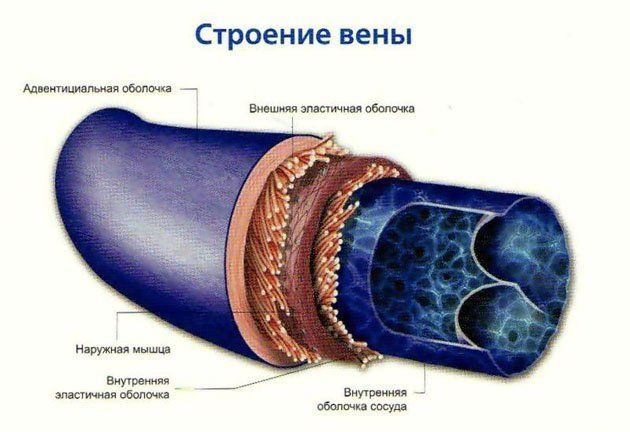 Строение вены
Адвентициальная оболочка
Внешняя эластичная оболочка
Наружная мышца
Внутренняя
эластичная оболочка
Внутренняя
оболочка сосуда